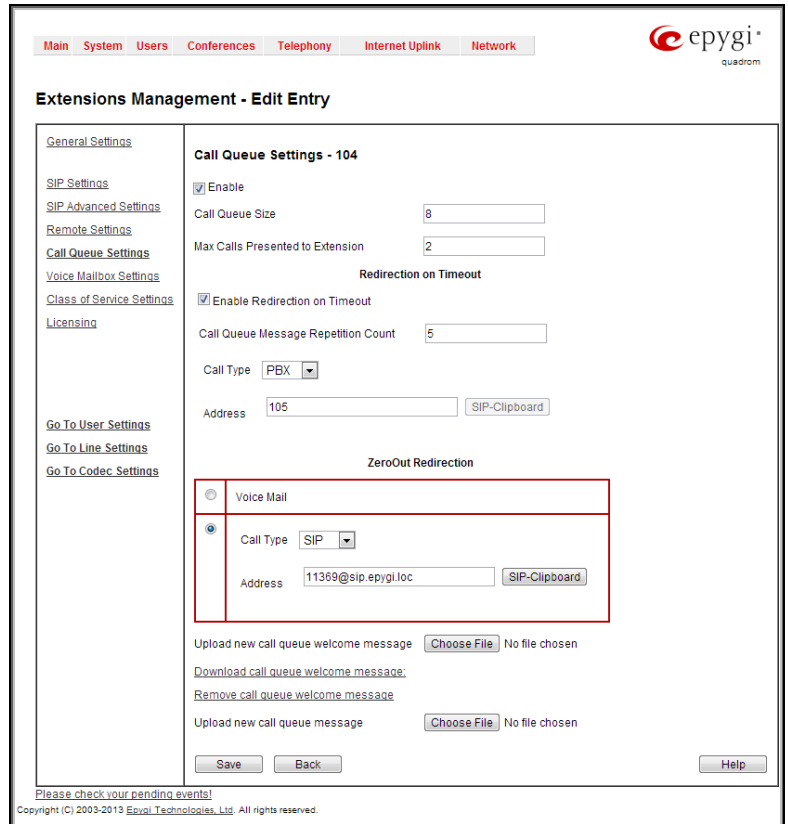 epygi
quadrom
Main System Users Conferences Telephony Internet Uplink Network
Extensions Management - Edit Entry
General Settings
SIP Settings
SIP Advanced Settings
Remote Settings
Call Queue Settings
Voice Mailbox Settings
Class of Service Settings
Licensing
Go To User Settings
Go To Line Settings
Go To Codec Settings
Call Queue Settings - 104
Enable
Call Queue Size 8
Max Calls Presented to Extension 2
Redirection on Timeout
Enable Redirection on Timeout
Call Queue Message Repetition Count 5
Call Type PBX
Address 105 SIP-Clipboard
ZeroOut Redirection
Voice Mail
Call Type SIP
Address 11369@sip.epygi.loc SIP-Clipboard
Upload new call queue welcome message Choose File No file chosen
Download call queue welcome message:
Remove call queue welcome message
Upload new call queue message Choose File No file chosen
Save Back Help
Please check your pending events!
Copyright (C) 2003-2013 Epygi Technologies, Ltd. All rights reserved.